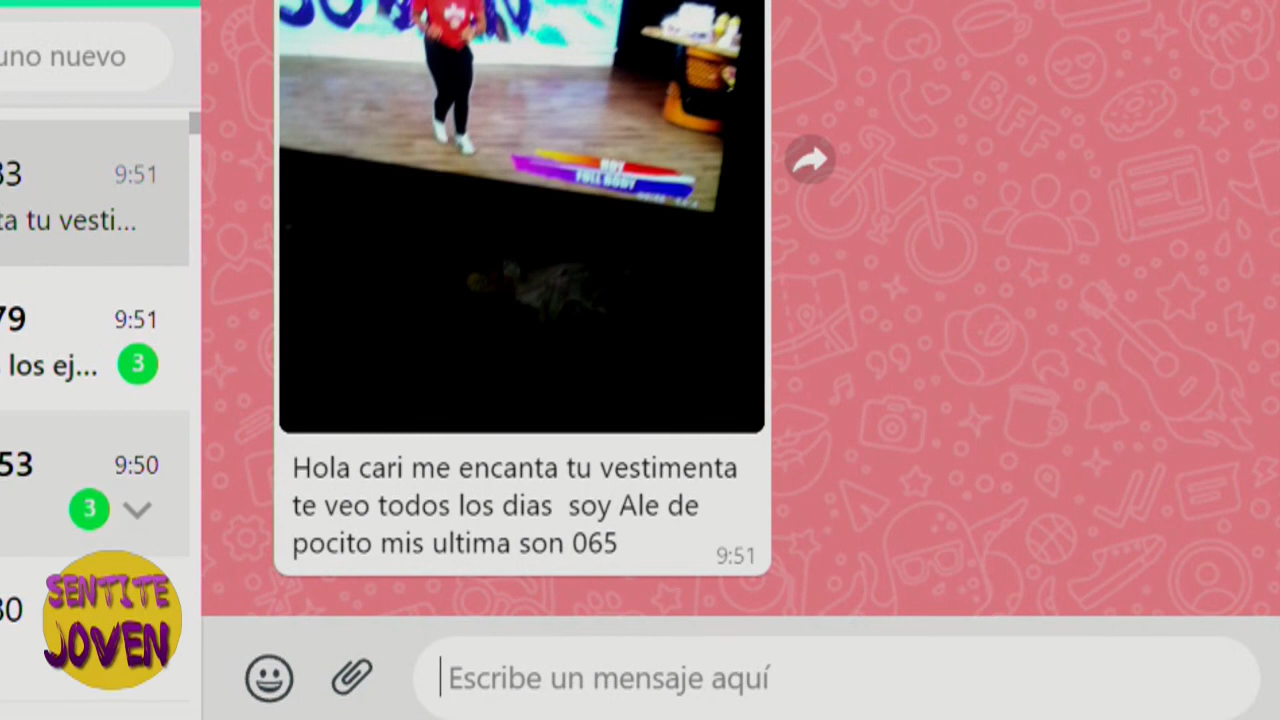 JOVEN
HOY
FULL BODY
uno nuevo
33
9:51
ta tu vesti...
79
9:51
los ej...
3
53
9:50
3
30
Hola cari me encanta tu vestimenta
te veo todos los dias soy Ale de
pocito mis ultima son 065
9:51
SENTITE
JOVEN
Escribe un mensaje aquí
BFF